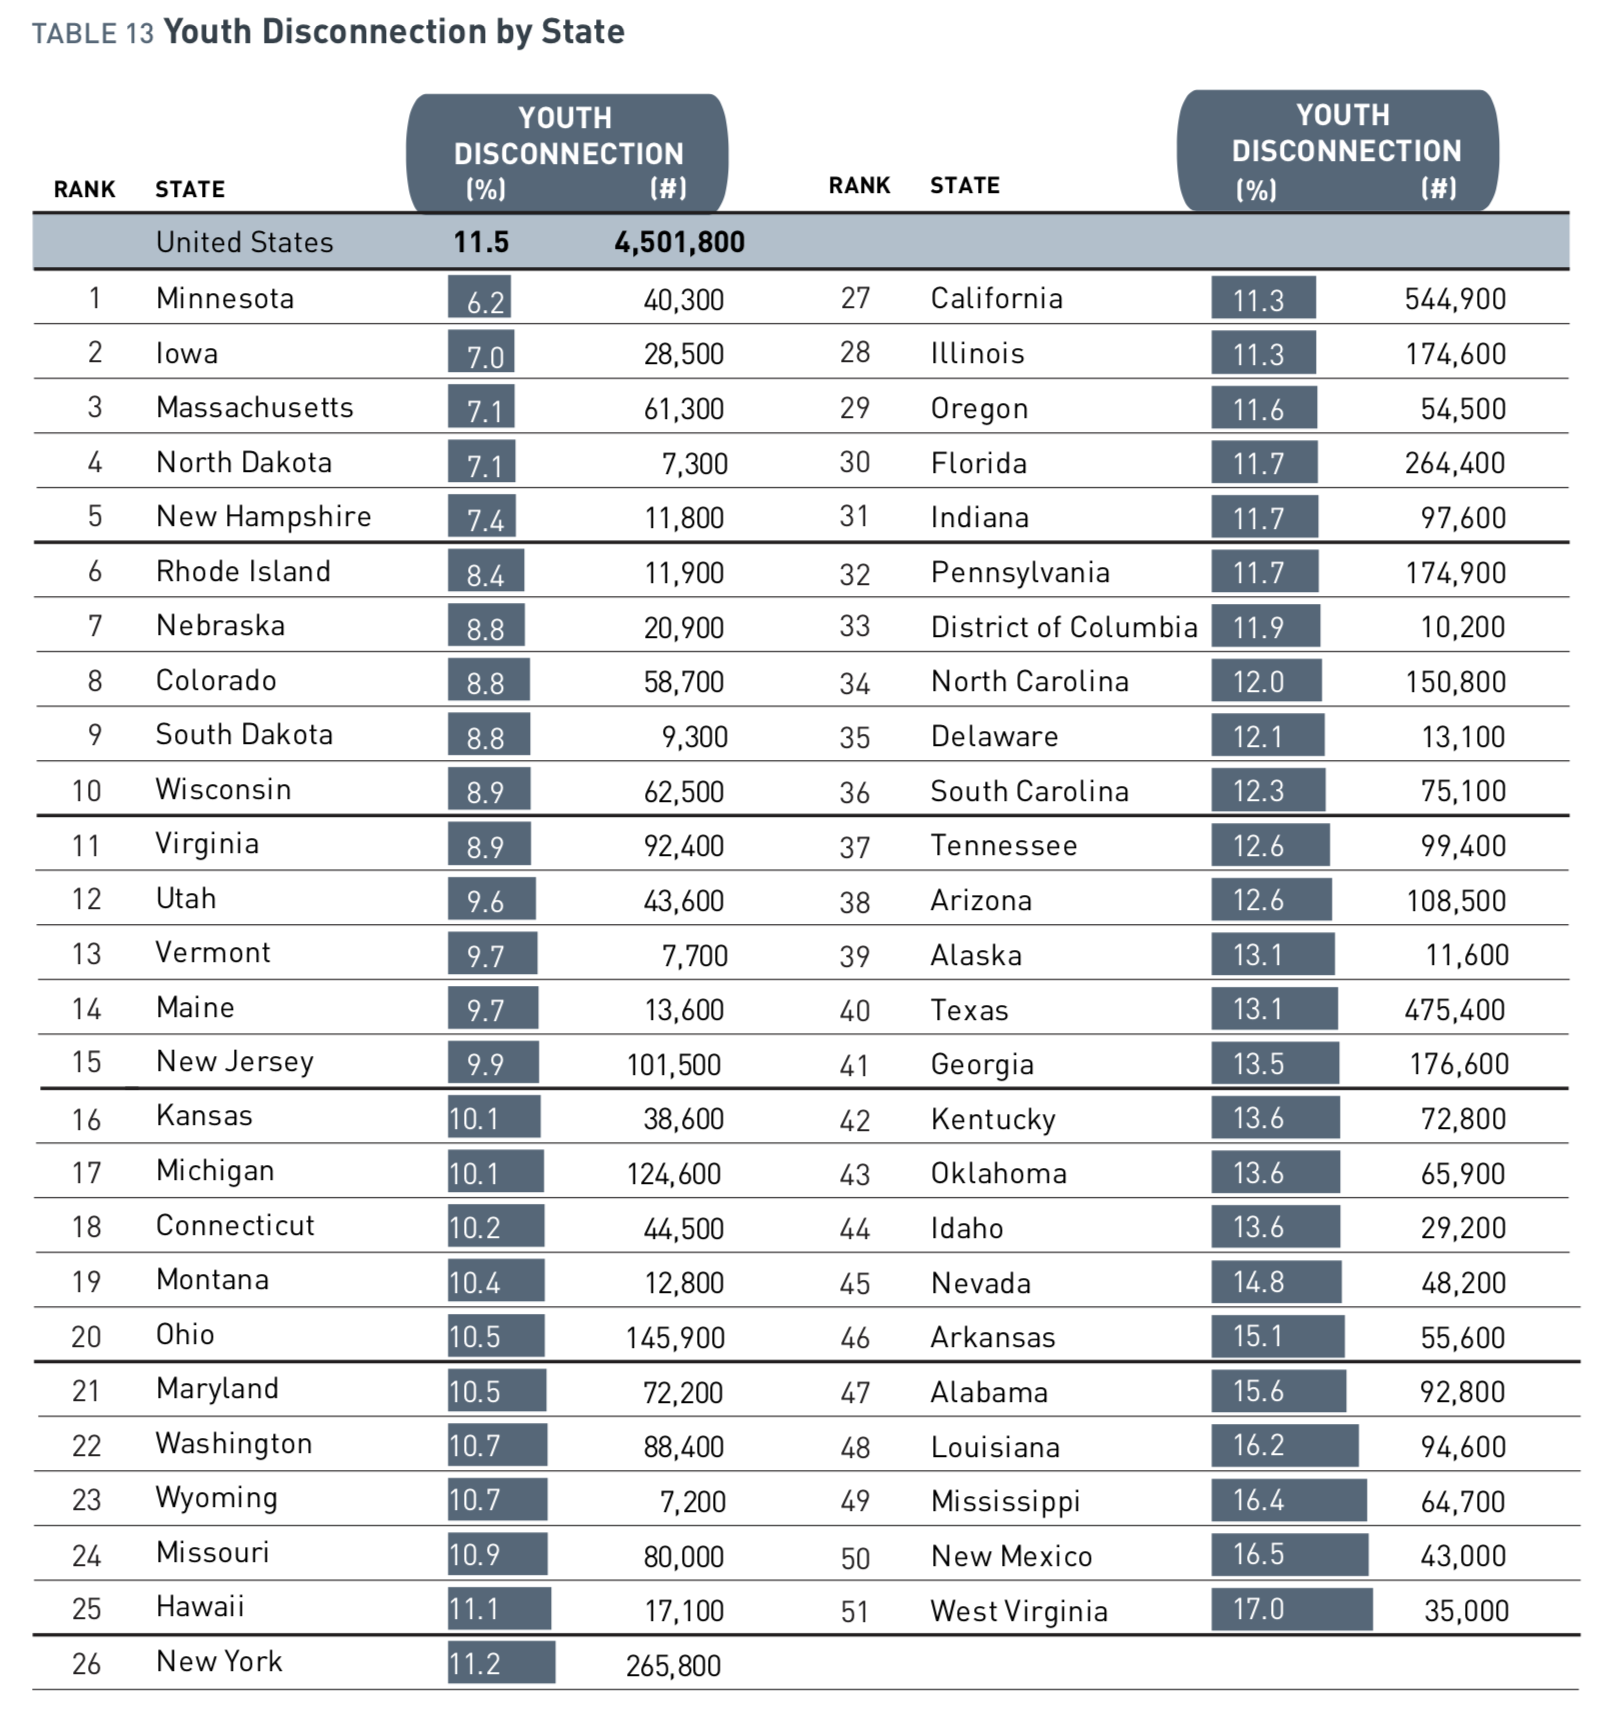 TABLE 13 Youth Disconnection by State
YOUTH
DISCONNECTION
RANK STATE (%) (#)
YOUTH
DISCONNECTION
RANK STATE (%) (#)
United States 11.5 4,501,800
1 Minnesota 6.2 40,300 27 California 11.3 544,900
2 Iowa 7.0 28,500 28 Illinois 11.3 174,600
3 Massachusetts 7.1 61,300 29 Oregon 11.6 54,500
4 North Dakota 7.1 7,300 30 Florida 11.7 264,400
5 New Hampshire 7.4 11,800 31 Indiana 11.7 97,600
6 Rhode Island 8.4 11,900 32 Pennsylvania 11.7 174,900
7 Nebraska 8.8 20,900 33 District of Columbia 11.9 10,200
8 Colorado 8.8 58,700 34 North Carolina 12.0 150,800
9 South Dakota 8.8 9,300 35 Delaware 12.1 13,100
10 Wisconsin 8.9 62,500 36 South Carolina 12.3 75,100
11 Virginia 8.9 92,400 37 Tennessee 12.6 99,400
12 Utah 9.6 43,600 38 Arizona 12.6 108,500
13 Vermont 9.7 7,700 39 Alaska 13.1 11,600
14 Maine 9.7 13,600 40 Texas 13.1 475,400
15 New Jersey 9.9 101,500 41 Georgia 13.5 176,600
16 Kansas 10.1 38,600 42 Kentucky 13.6 72,800
17 Michigan 10.1 124,600 43 Oklahoma 13.6 65,900
18 Connecticut 10.2 44,500 44 Idaho 13.6 29,200
19 Montana 10.4 12,800 45 Nevada 14.8 48,200
20 Ohio 10.5 145,900 46 Arkansas 15.1 55,600
21 Maryland 10.5 72,200 47 Alabama 15.6 92,800
22 Washington 10.7 88,400 48 Louisiana 16.2 94,600
23 Wyoming 10.7 7,200 49 Mississippi 16.4 64,700
24 Missouri 10.9 80,000 50 New Mexico 16.5 43,000
25 Hawaii 11.1 17,100 51 West Virginia 17.0 35,000
26 New York 11.2 265,800